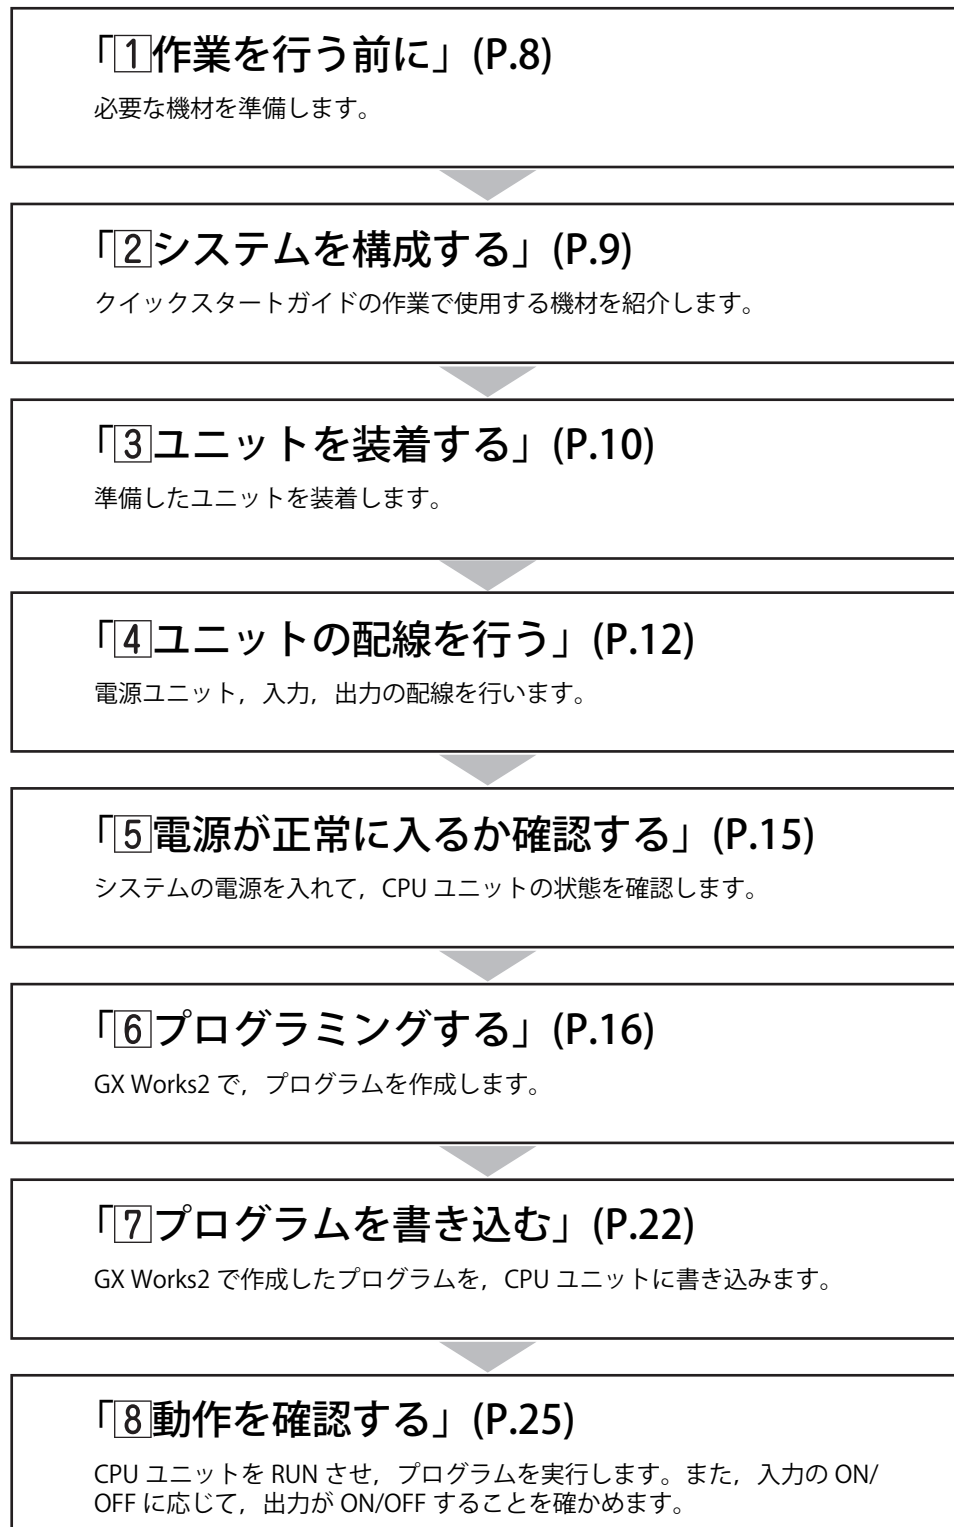 「1作業を行う前に」(P.8)
必要な機材を準備します。
「2システムを構成する」(P.9)
クイックスタートガイドの作業で使用する機材を紹介します。
「3ユニットを装着する」(P.10)
準備したユニットを装着します。
「4ユニットの配線を行う」(P.12)
電源ユニット，入力，出力の配線を行います。
「5電源が正常に入るか確認する」(P.15)
システムの電源を入れて，CPU ユニットの状態を確認します。
「6プログラミングする」(P.16)
GX Works2 で，プログラムを作成します。
「7プログラムを書き込む」(P.22)
GX Works2 で作成したプログラムを，CPU ユニットに書き込みます。
「8動作を確認する」(P.25)
CPU ユニットを RUN させ，プログラムを実行します。また，入力の ON/
OFF に応じて，出力が ON/OFF することを確かめます。